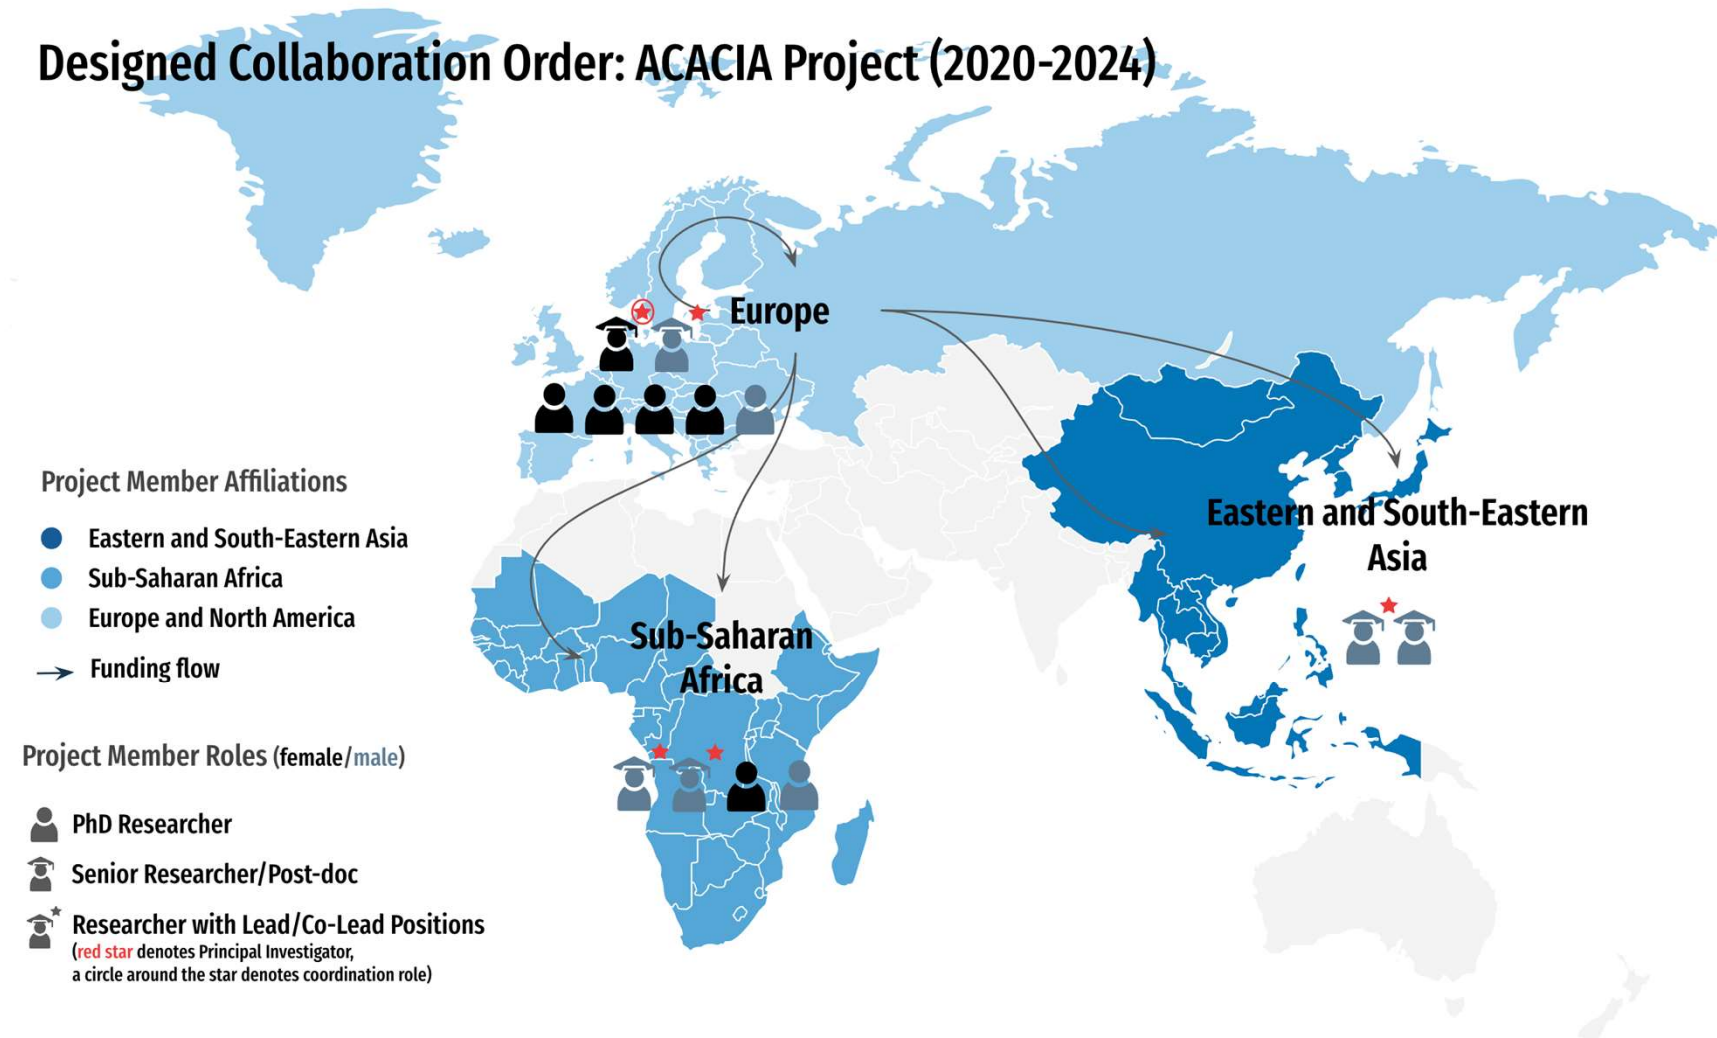 Designed Collaboration Order: ACACIA Project (2020-2024)
Europe
Eastern and South-Eastern
Asia
Sub-Saharan
Africa
Project Member Affiliations
Eastern and South-Eastern Asia
Sub-Saharan Africa
Europe and North America
Funding flow
Project Member Roles (female/male)
PhD Researcher
Senior Researcher/Post-doc
Researcher with Lead/Co-Lead Positions
(red star denotes Principal Investigator,
a circle around the star denotes coordination role)